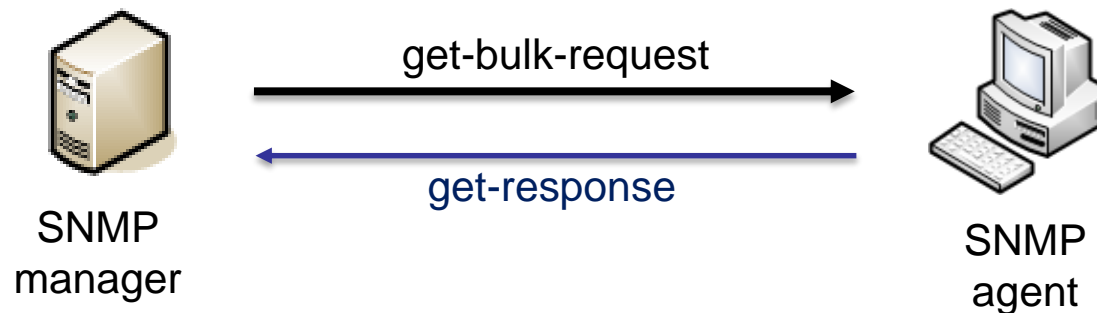 get-bulk-request
get-response
SNMP
manager
SNMP
agent